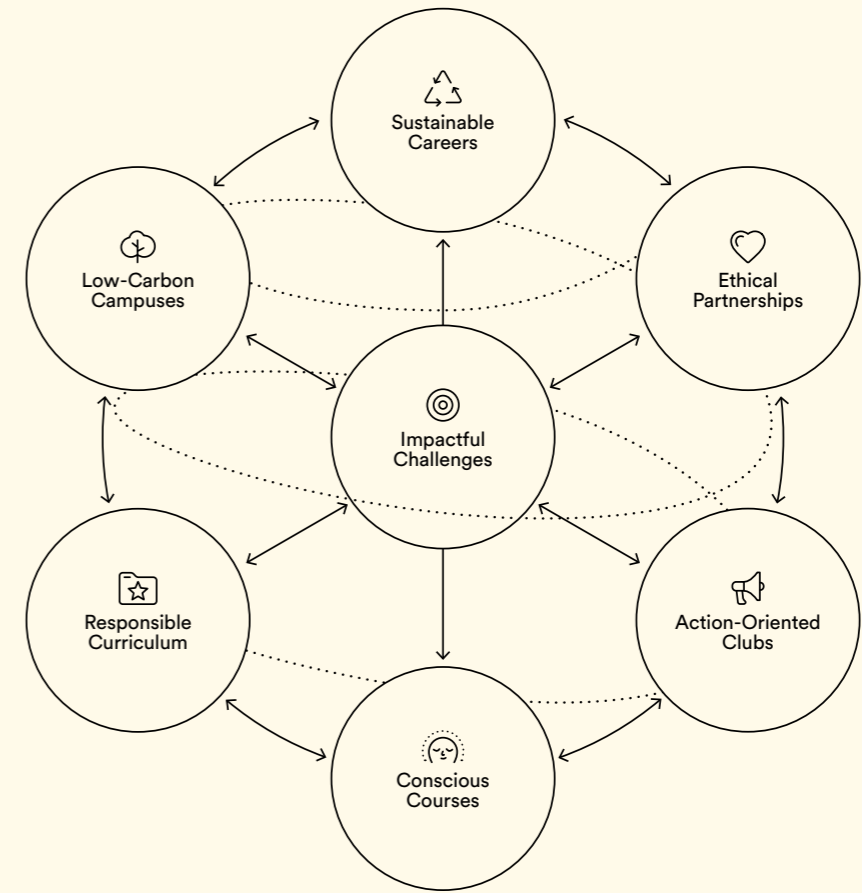 Sustainable
Careers
Low-Carbon
Campuses
Ethical
Partnerships
Impactful
Challenges
Responsible
Curriculum
Action-Oriented
Clubs
Conscious
Courses